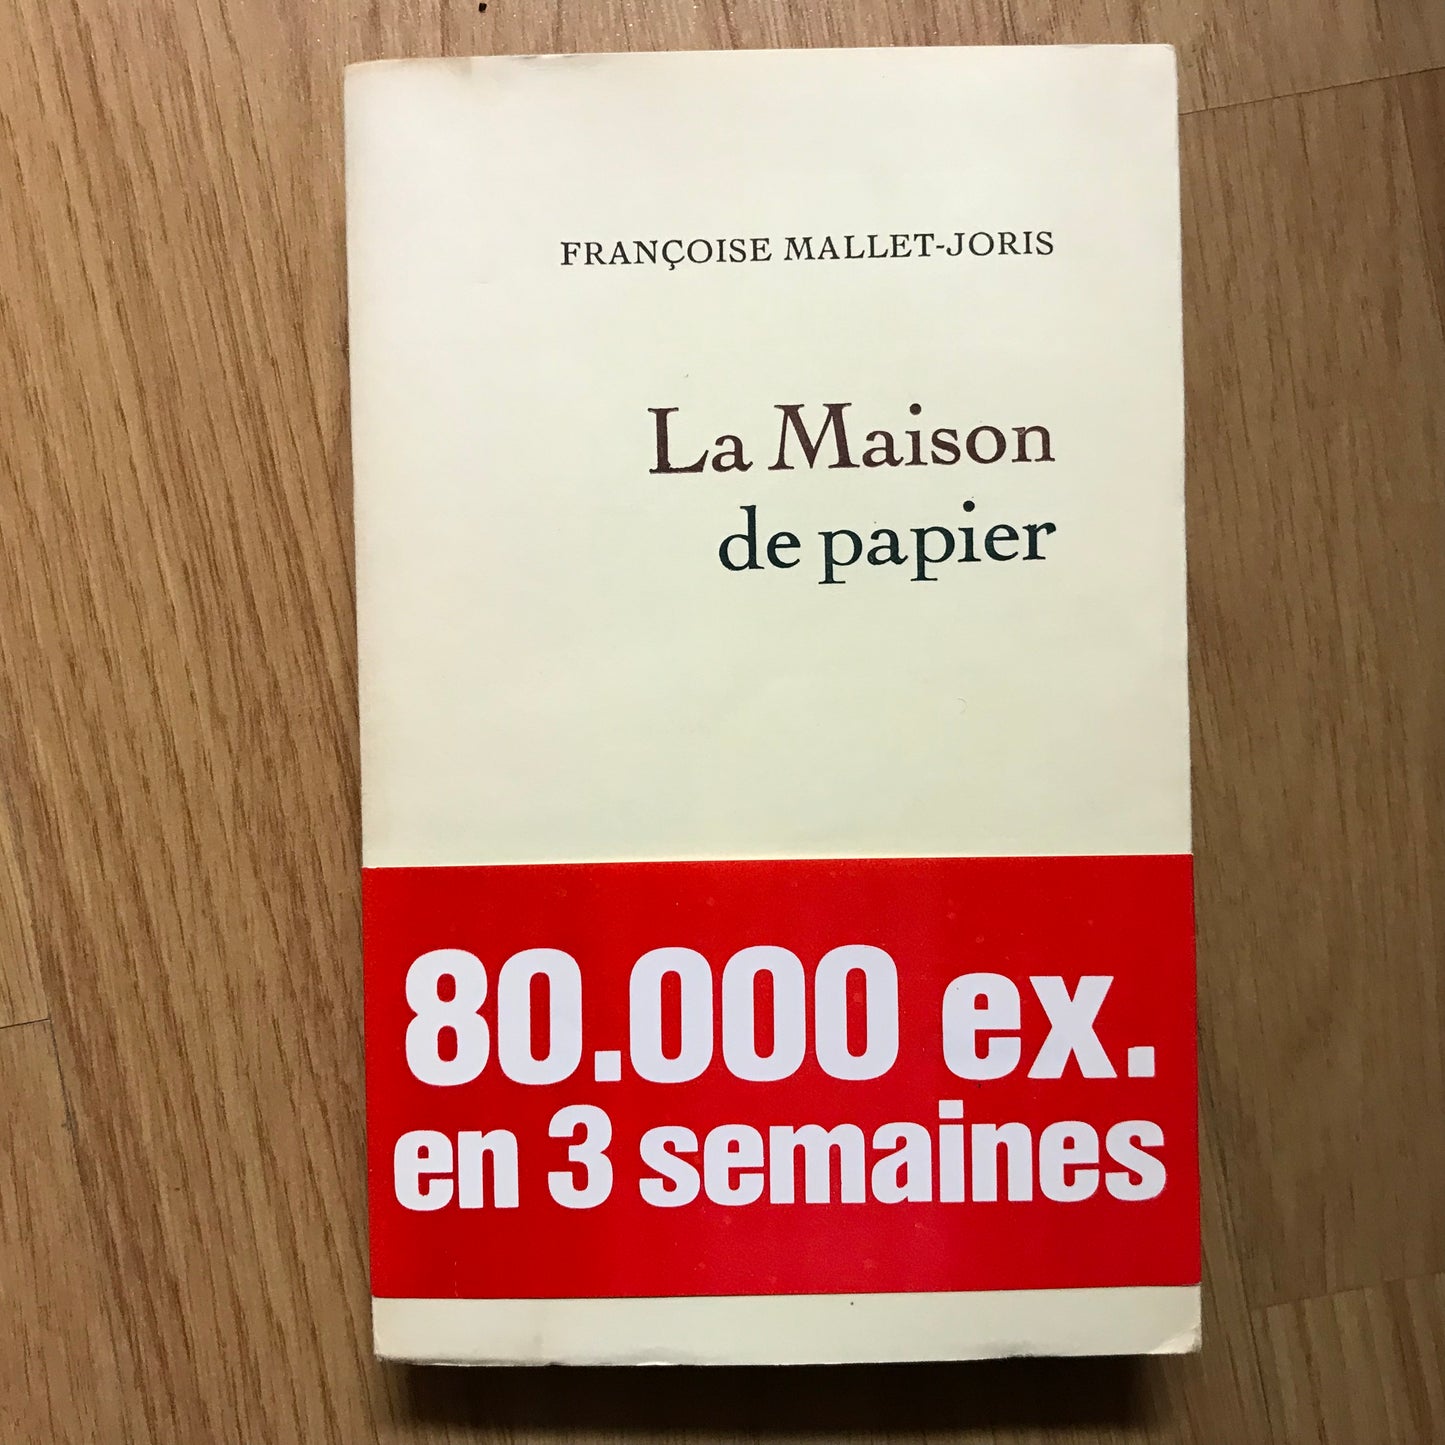 FRANÇOISE MALLET-JORIS
La Maison
de papier
80.000 ex.
en 3 semaines